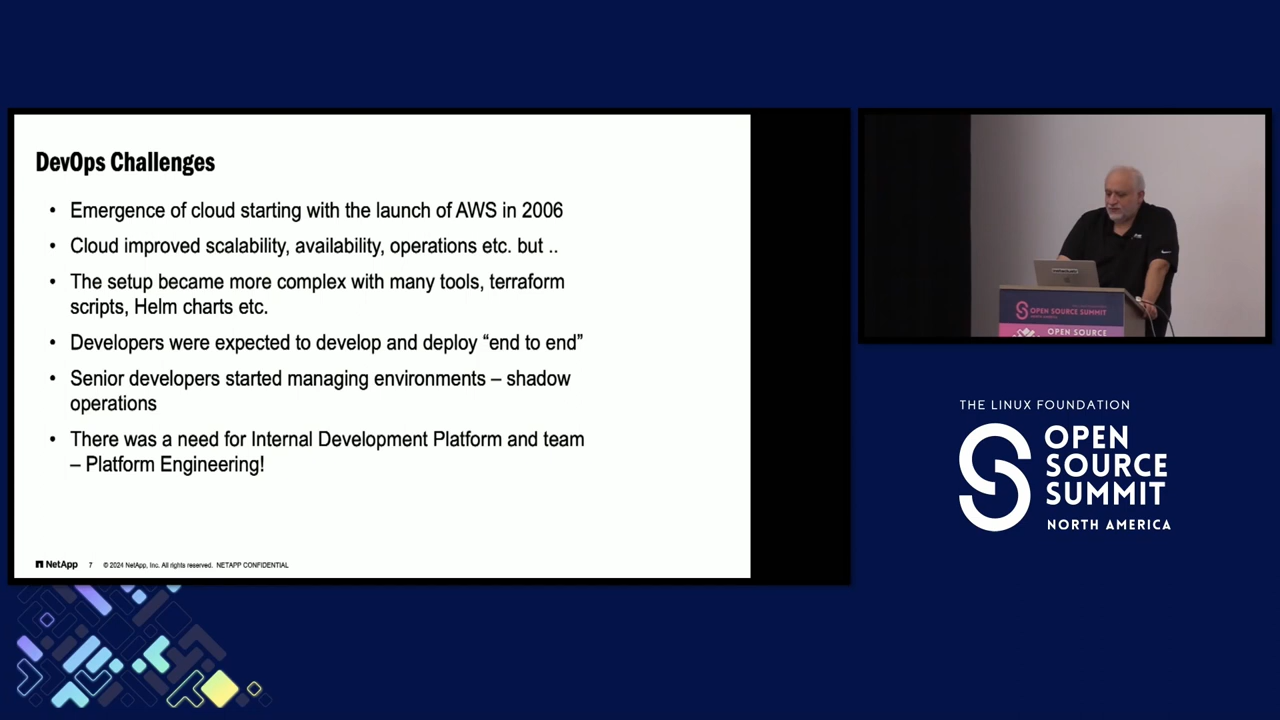 DevOps Challenges
• Emergence of cloud starting with the launch of AWS in 2006
• Cloud improved scalability, availability, operations etc. but ..
• The setup became more complex with many tools, terraform
scripts, Helm charts etc.
• Developers were expected to develop and deploy “end to end”
• Senior developers started managing environments – shadow
operations
• There was a need for Internal Development Platform and team
– Platform Engineering!
NetApp 7 © 2024 NetApp, Inc. All rights reserved. NETAPP CONFIDENTIAL
OPEN SOURCE SUMMIT
OPEN SOURCE
THE LINUX FOUNDATION
OPEN
SOURCE
SUMMIT
NORTH AMERICA